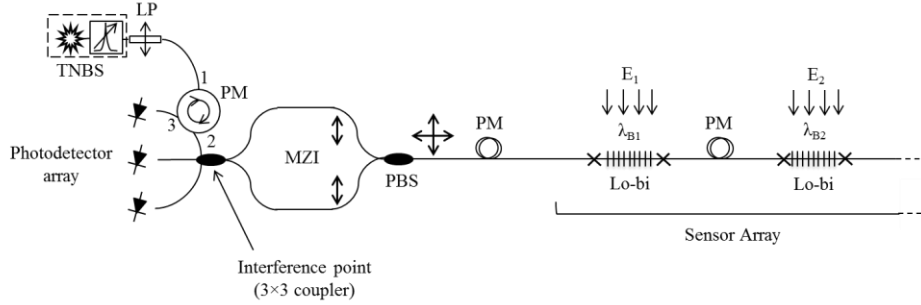 LP
TNBS
1
PM
3
2
Photodetector
array
MZI
PBS
PM
E1
λB1
Lo-bi
PM
E2
λB2
Lo-bi
Sensor Array
Interference point
(3×3 coupler)